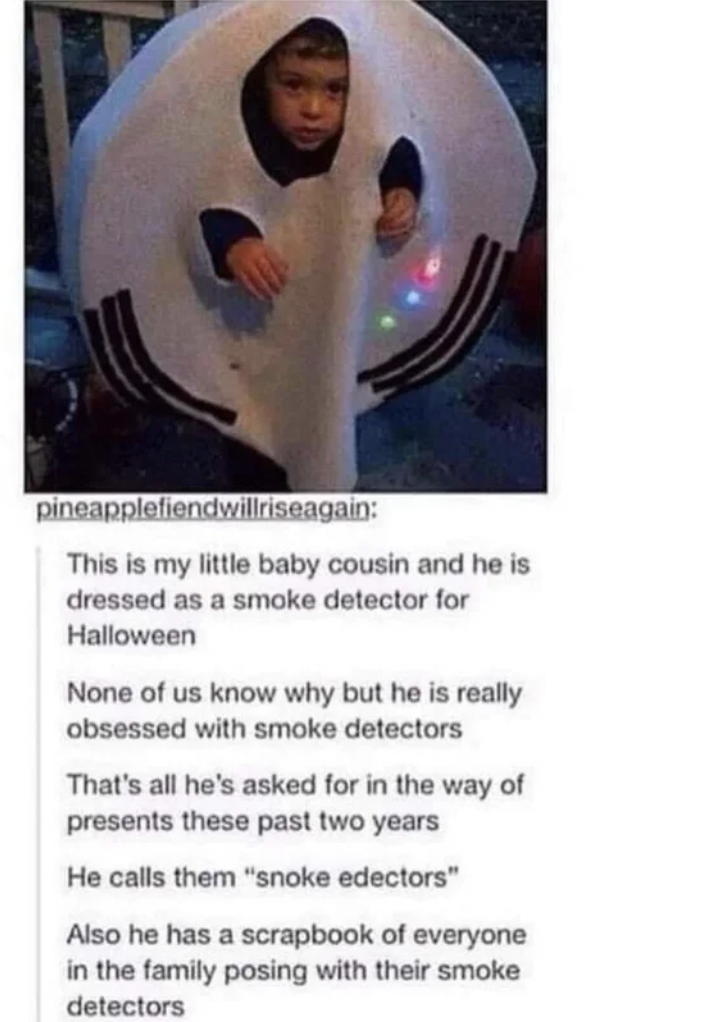 pineapplefiendwillriseagain:
This is my little baby cousin and he is
dressed as a smoke detector for
Halloween
None of us know why but he is really
obsessed with smoke detectors
That's all he's asked for in the way of
presents these past two years
He calls them "snoke edectors"
Also he has a scrapbook of everyone
in the family posing with their smoke
detectors